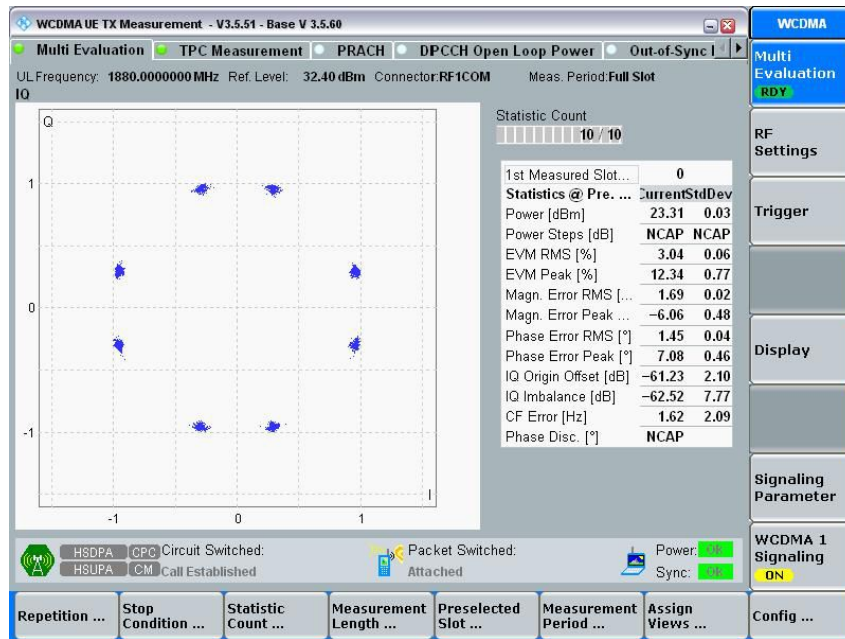 WCDMA UE TX Measurement - V3.5.51 - Base V 3.5.60
WCDMA
Multi Evaluation TPC Measurement PRACH DPCCH Open Loop Power Out-of-Sync
Multi Evaluation
RDY
UL Frequency: 1880.0000000 MHz Ref. Level: 32.40 dBm Connector:RF1COM Meas. Period:Full Slot
IQ
Q
1
0
-1
-1 0 1
I
Statistic Count
10 / 10
1st Measured Slot... 0
Statistics @ Pre. ... Current StdDev
Power [dBm] 23.31 0.03
Power Steps [dB] NCAP NCAP
EVM RMS [%] 3.04 0.06
EVM Peak [%] 12.34 0.77
Magn. Error RMS [... 1.69 0.02
Magn. Error Peak ... −6.06 0.48
Phase Error RMS [°] 1.45 0.04
Phase Error Peak [°] 7.08 0.46
IQ Origin Offset [dB] −61.23 2.10
IQ Imbalance [dB] −62.52 7.77
CF Error [Hz] 1.62 2.09
Phase Disc. [°] NCAP
RF Settings
Trigger
Display
Signaling Parameter
WCDMA 1 Signaling
ON
HSDPA CPC Circuit Switched: Packet Switched: Power: OK
HSUPA CM Call Established Attached Sync: OK
Repetition ...
Stop Condition ...
Statistic Count ...
Measurement Length ...
Preselected Slot ...
Measurement Period ...
Assign Views ...
Config ...